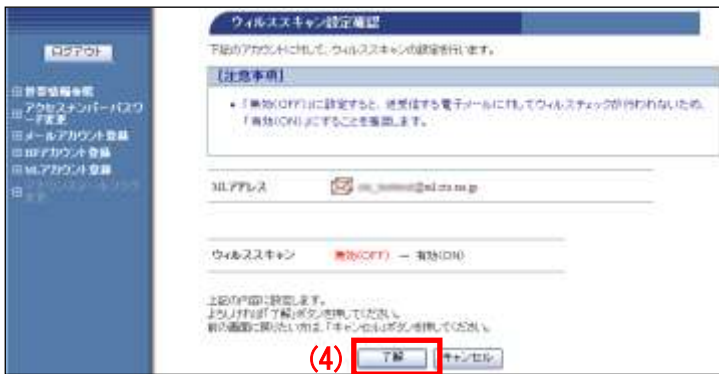 ウィルススキャン設定確認
ログアウト
下記のアカウントに対して、ウィルススキャンの設定を行います。
【注意事項】
・「無効(OFF)」に設定すると、送受信する電子メールに対してウィルスチェックが行われないため、
「有効(ON)」にすることを推奨します。
アクセスナンバーパスワ
ード変更
メールアカウント登録
HPアカウント登録
MLアカウント登録
MLアドレス
ウィルススキャン 無効(OFF) → 有効(ON)
上記の内容に設定します。
よろしければ「了解」ボタンを押してください。
前の画面に戻りたい方は、「キャンセル」ボタンを押してください。
(4) 了解 キャンセル